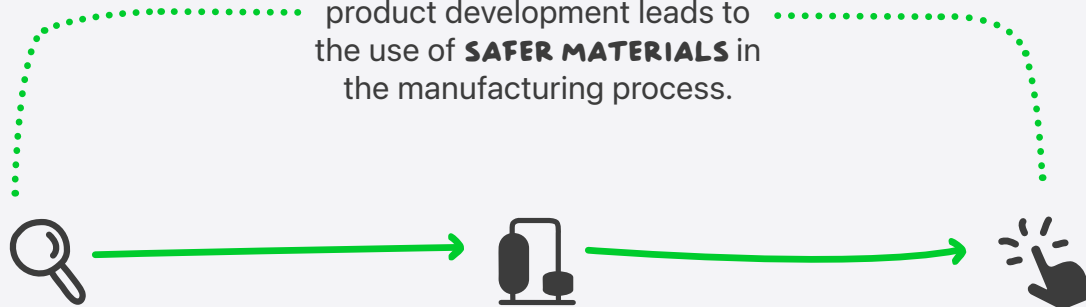 product development leads to
the use of SAFER MATERIALS in
the manufacturing process.